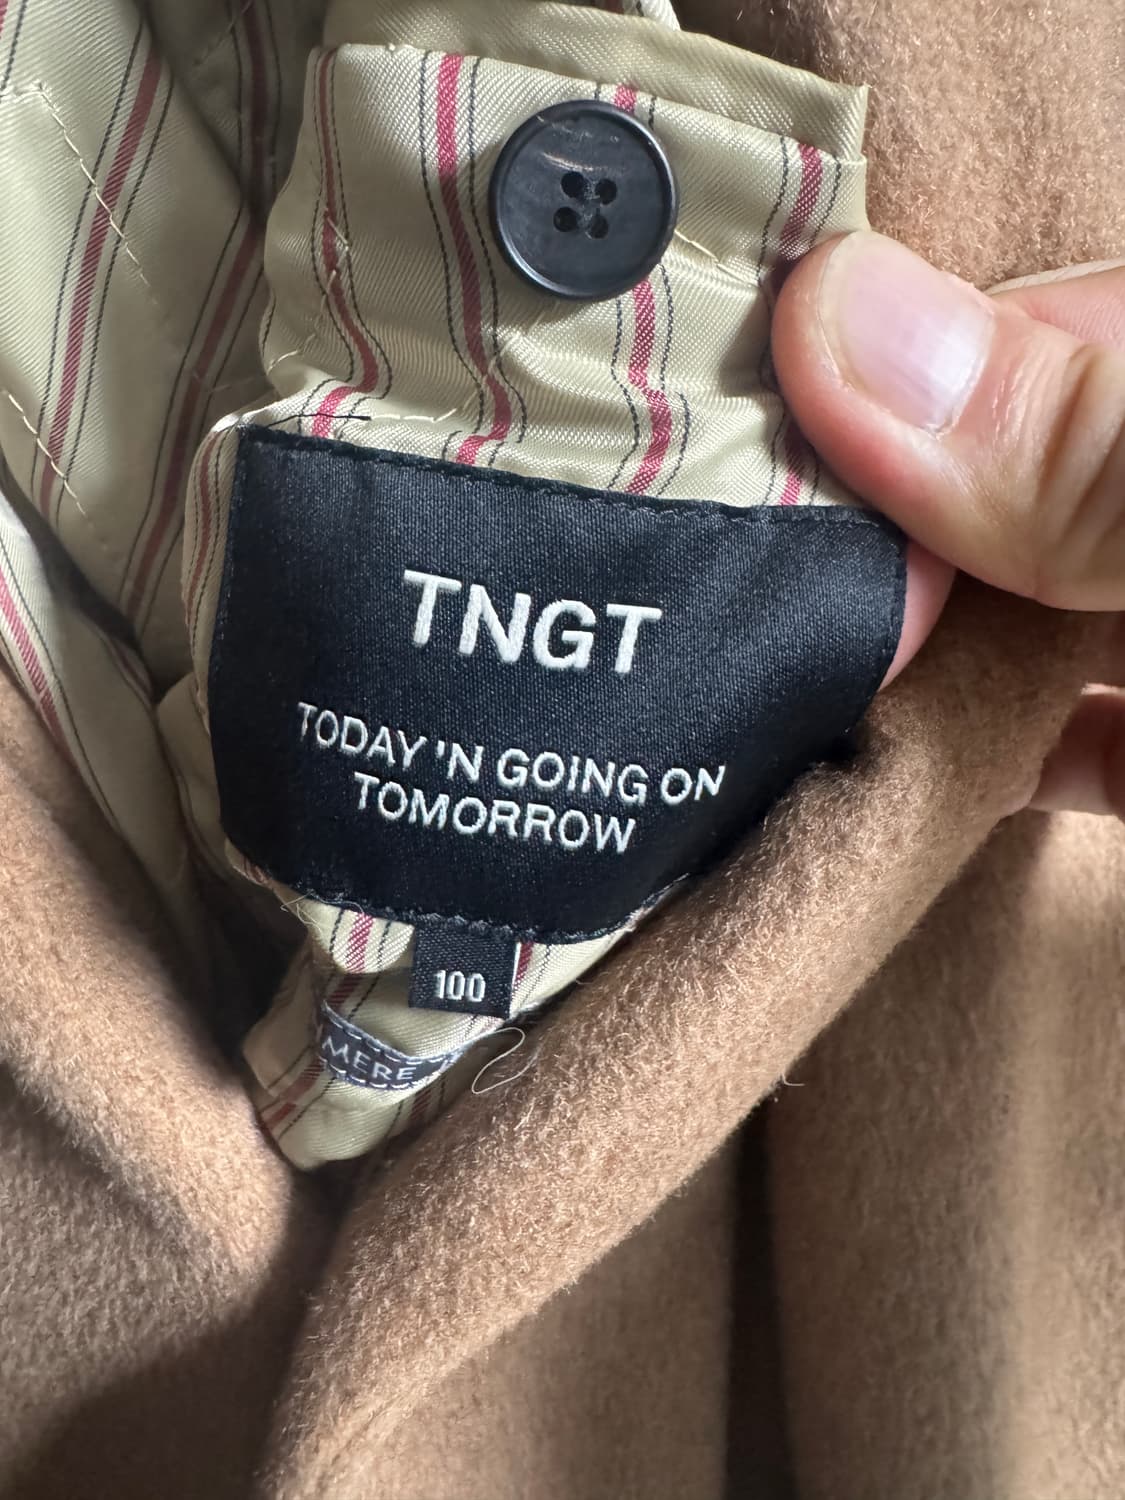 TNGT
TODAY 'N GOING ON
TOMORROW
100
MERE